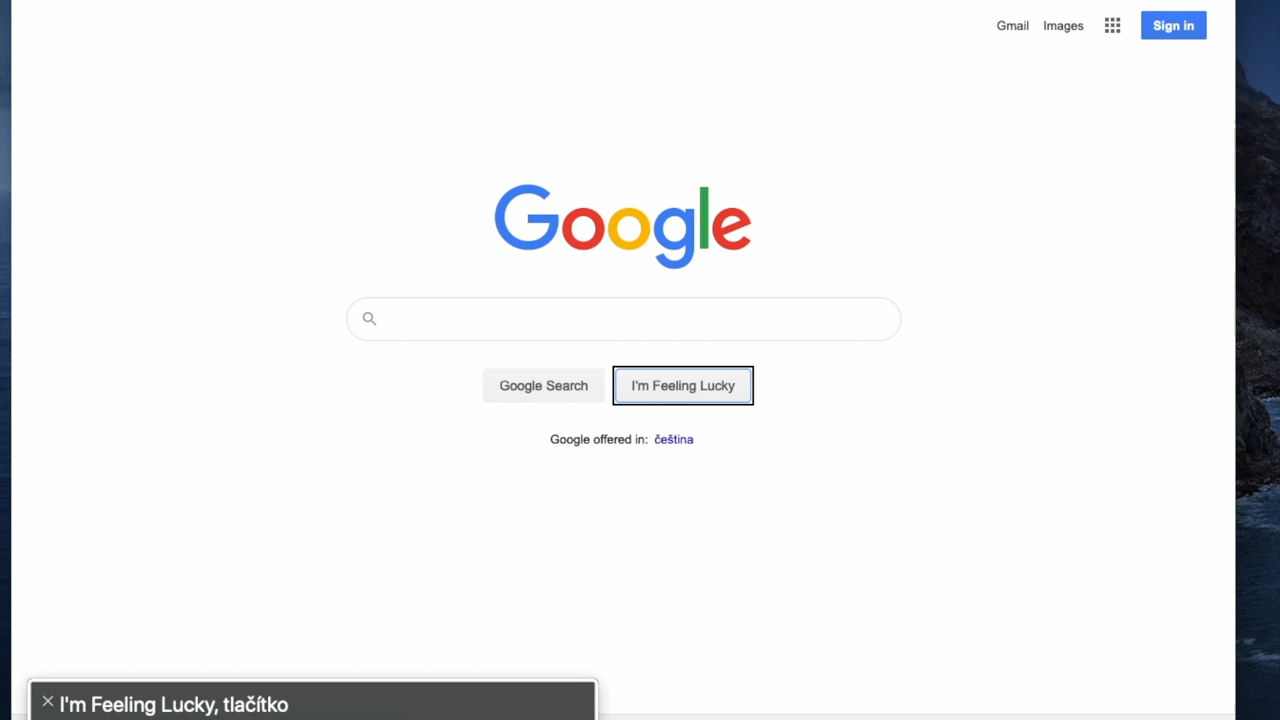 Gmail Images Sign in
Google
Google Search I'm Feeling Lucky
Google offered in: čeština
I'm Feeling Lucky, tlačítko